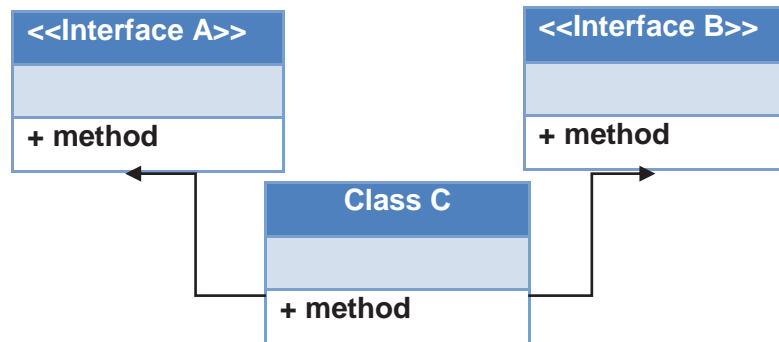 <<Interface A>>
+ method
<<Interface B>>
+ method
Class C
+ method